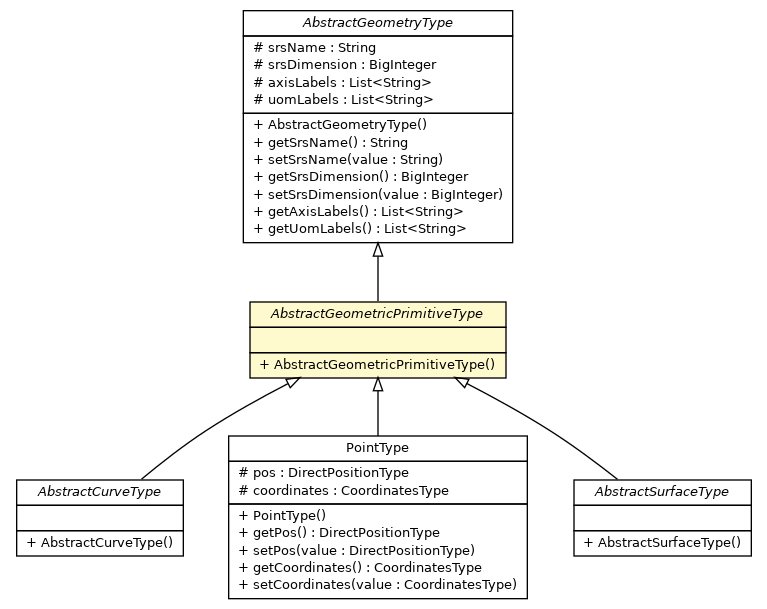 AbstractGeometryType
# srsName : String
# srsDimension : BigInteger
# axisLabels : List<String>
# uomLabels : List<String>
+ AbstractGeometryType()
+ getSrsName() : String
+ setSrsName(value : String)
+ getSrsDimension() : BigInteger
+ setSrsDimension(value : BigInteger)
+ getAxisLabels() : List<String>
+ getUomLabels() : List<String>
AbstractGeometricPrimitiveType
+ AbstractGeometricPrimitiveType()
AbstractCurveType
+ AbstractCurveType()
PointType
# pos : DirectPositionType
# coordinates : CoordinatesType
+ PointType()
+ getPos() : DirectPositionType
+ setPos(value : DirectPositionType)
+ getCoordinates() : CoordinatesType
+ setCoordinates(value : CoordinatesType)
AbstractSurfaceType
+ AbstractSurfaceType()